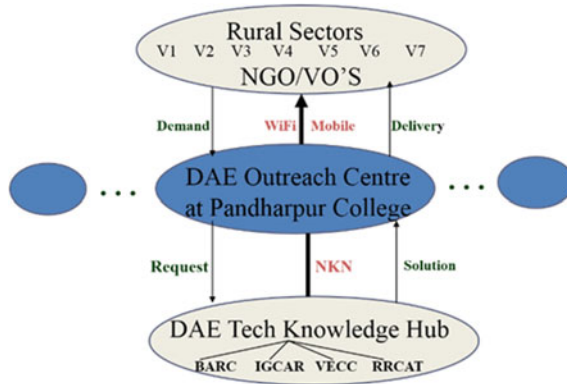 Rural Sectors
V1 V2 V3 V4 V5 V6 V7
NGO/VO'S
Demand WiFi Mobile Delivery
DAE Outreach Centre
at Pandharpur College
Request NKN Solution
DAE Tech Knowledge Hub
BARC IGCAR VECC RRCAT